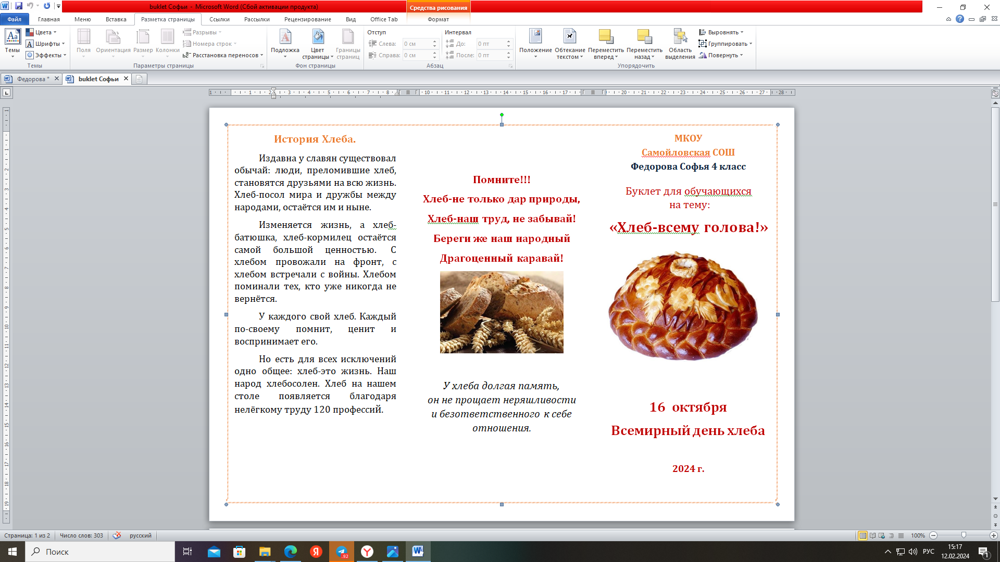 buklet Софьи - Microsoft Word (Сбой активации продукта)
Средства рисования
Файл
Главная
Меню
Вставка
Разметка страницы
Ссылки
Рассылки
Рецензирование
Вид
Office Tab
Формат
Темы
Цвета
Шрифты
Эффекты
Темы
Поля
Ориентация
Размер
Колонки
Разрывы
Номера строк
Расстановка переносов
Параметры страницы
Подложка
Цвет страницы
Границы страниц
Фон страницы
Отступ
Слева: 0 см
Справа: 0 см
Интервал
До: 0 пт
После: 0 пт
Абзац
Положение
Обтекание текстом
Переместить вперед
Переместить назад
Область выделения
Выровнять
Группировать
Повернуть
Упорядочить
Федорова *
buklet Софьи
История Хлеба.
Издавна у славян существовал
обычай: люди, преломившие хлеб,
становятся друзьями на всю жизнь.
Хлеб-посол мира и дружбы между
народами, остаётся им и ныне.
Изменяется жизнь, а хлеб-
батюшка, хлеб-кормилец остаётся
самой большой ценностью. С
хлебом провожали на фронт, с
хлебом встречали с войны. Хлебом
поминали тех, кто уже никогда не
вернётся.
У каждого свой хлеб. Каждый
по-своему помнит, ценит и
воспринимает его.
Но есть для всех исключений
одно общее: хлеб-это жизнь. Наш
народ хлебосолен. Хлеб на нашем
столе появляется благодаря
нелёгкому труду 120 профессий.
Помните!!!
Хлеб-не только дар природы,
Хлеб-наш труд, не забывай!
Береги же наш народный
Драгоценный каравай!
У хлеба долгая память,
он не прощает неряшливости
и безответственного к себе
отношения.
МКОУ
Самойловская СОШ
Федорова Софья 4 класс
Буклет для обучающихся
на тему:
«Хлеб-всему голова!»
16 октября
Всемирный день хлеба
2024 г.
Страница: 1 из 2
Число слов: 303
русский
100%
Поиск
92
РУС
15:17
12.02.2024
1